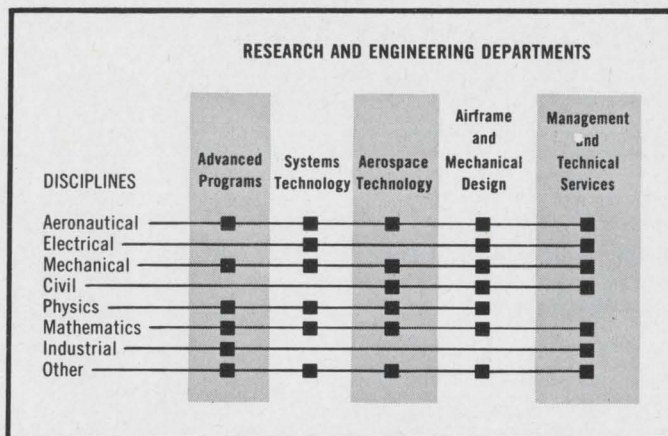 RESEARCH AND ENGINEERING DEPARTMENTS
DISCIPLINES
Advanced
Programs
Systems
Technology
Aerospace
Technology
Airframe
and
Mechanical
Design
Management
and
Technical
Services
Aeronautical
Electrical
Mechanical
Civil
Physics
Mathematics
Industrial
Other